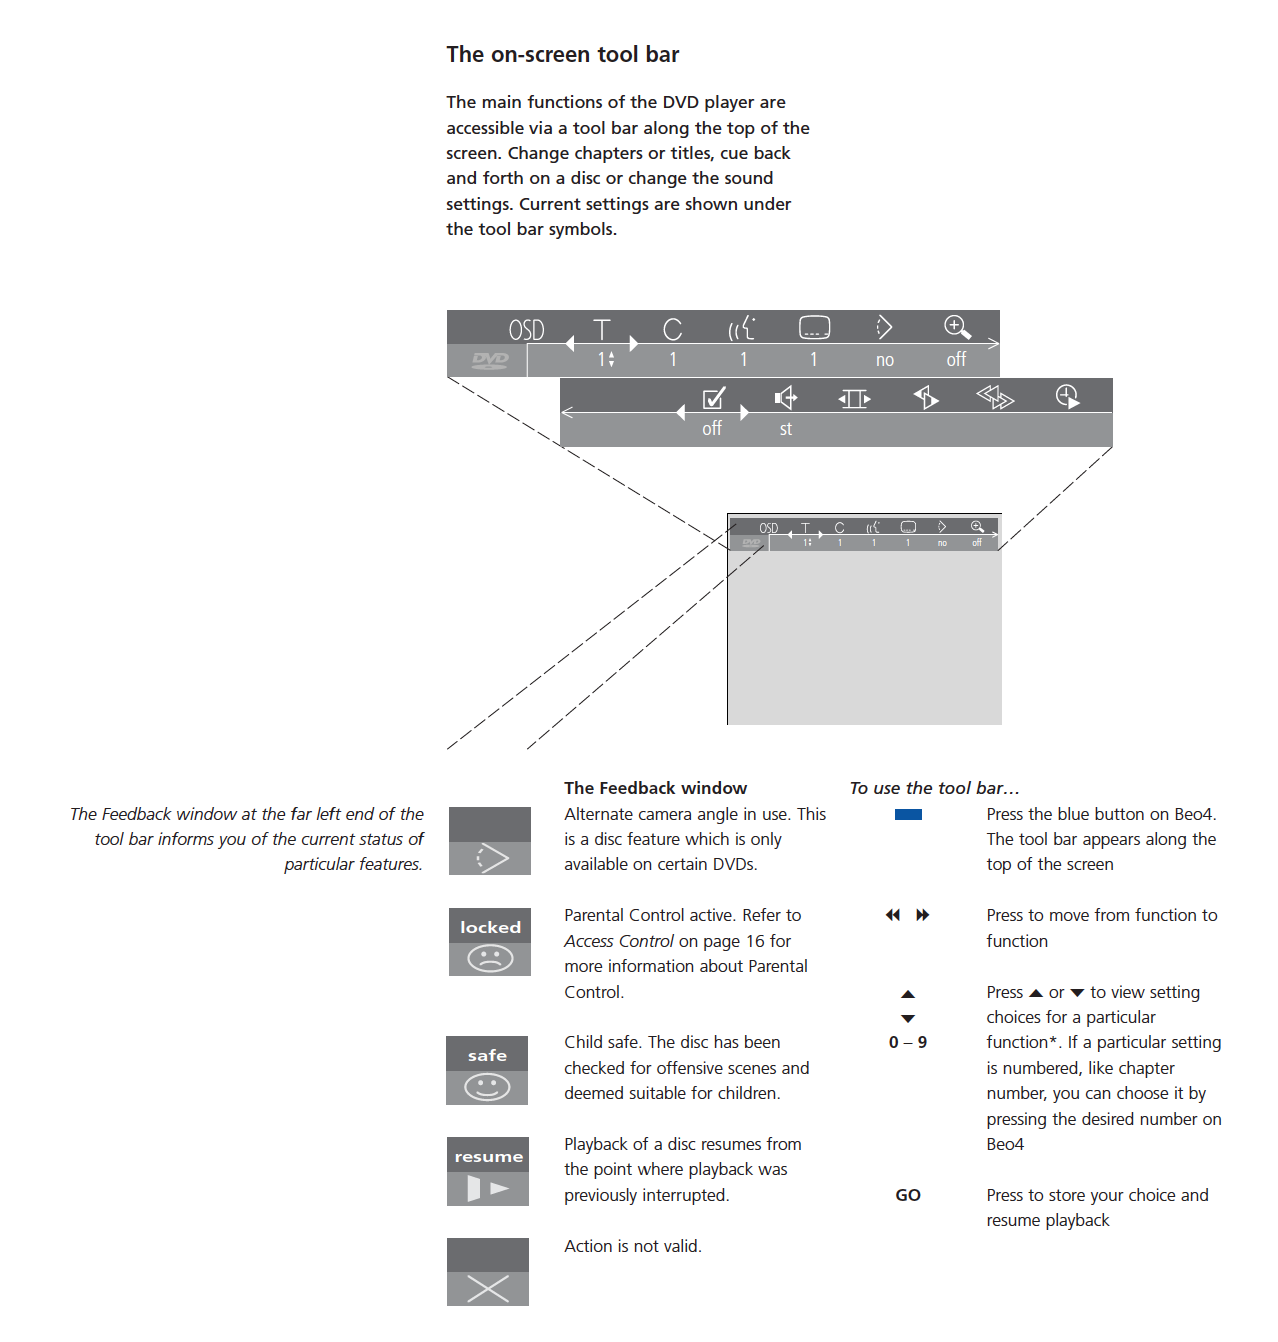 The on-screen tool bar
The main functions of the DVD player are
accessible via a tool bar along the top of the
screen. Change chapters or titles, cue back
and forth on a disc or change the sound
settings. Current settings are shown under
the tool bar symbols.
OSD T C
DVD 1 1 1 1 no off
off st
OSD T C
DVD 1 1 1 1 no off
The Feedback window at the far left end of the
tool bar informs you of the current status of
particular features.
The Feedback window
Alternate camera angle in use. This
is a disc feature which is only
available on certain DVDs.
locked
Parental Control active. Refer to
Access Control on page 16 for
more information about Parental
Control.
safe
Child safe. The disc has been
checked for offensive scenes and
deemed suitable for children.
resume
Playback of a disc resumes from
the point where playback was
previously interrupted.
Action is not valid.
To use the tool bar…
Press the blue button on Beo4.
The tool bar appears along the
top of the screen
Press to move from function to
function
Press ▲ or ▼ to view setting
choices for a particular
0 – 9 function*. If a particular setting
is numbered, like chapter
number, you can choose it by
pressing the desired number on
Beo4
GO Press to store your choice and
resume playback